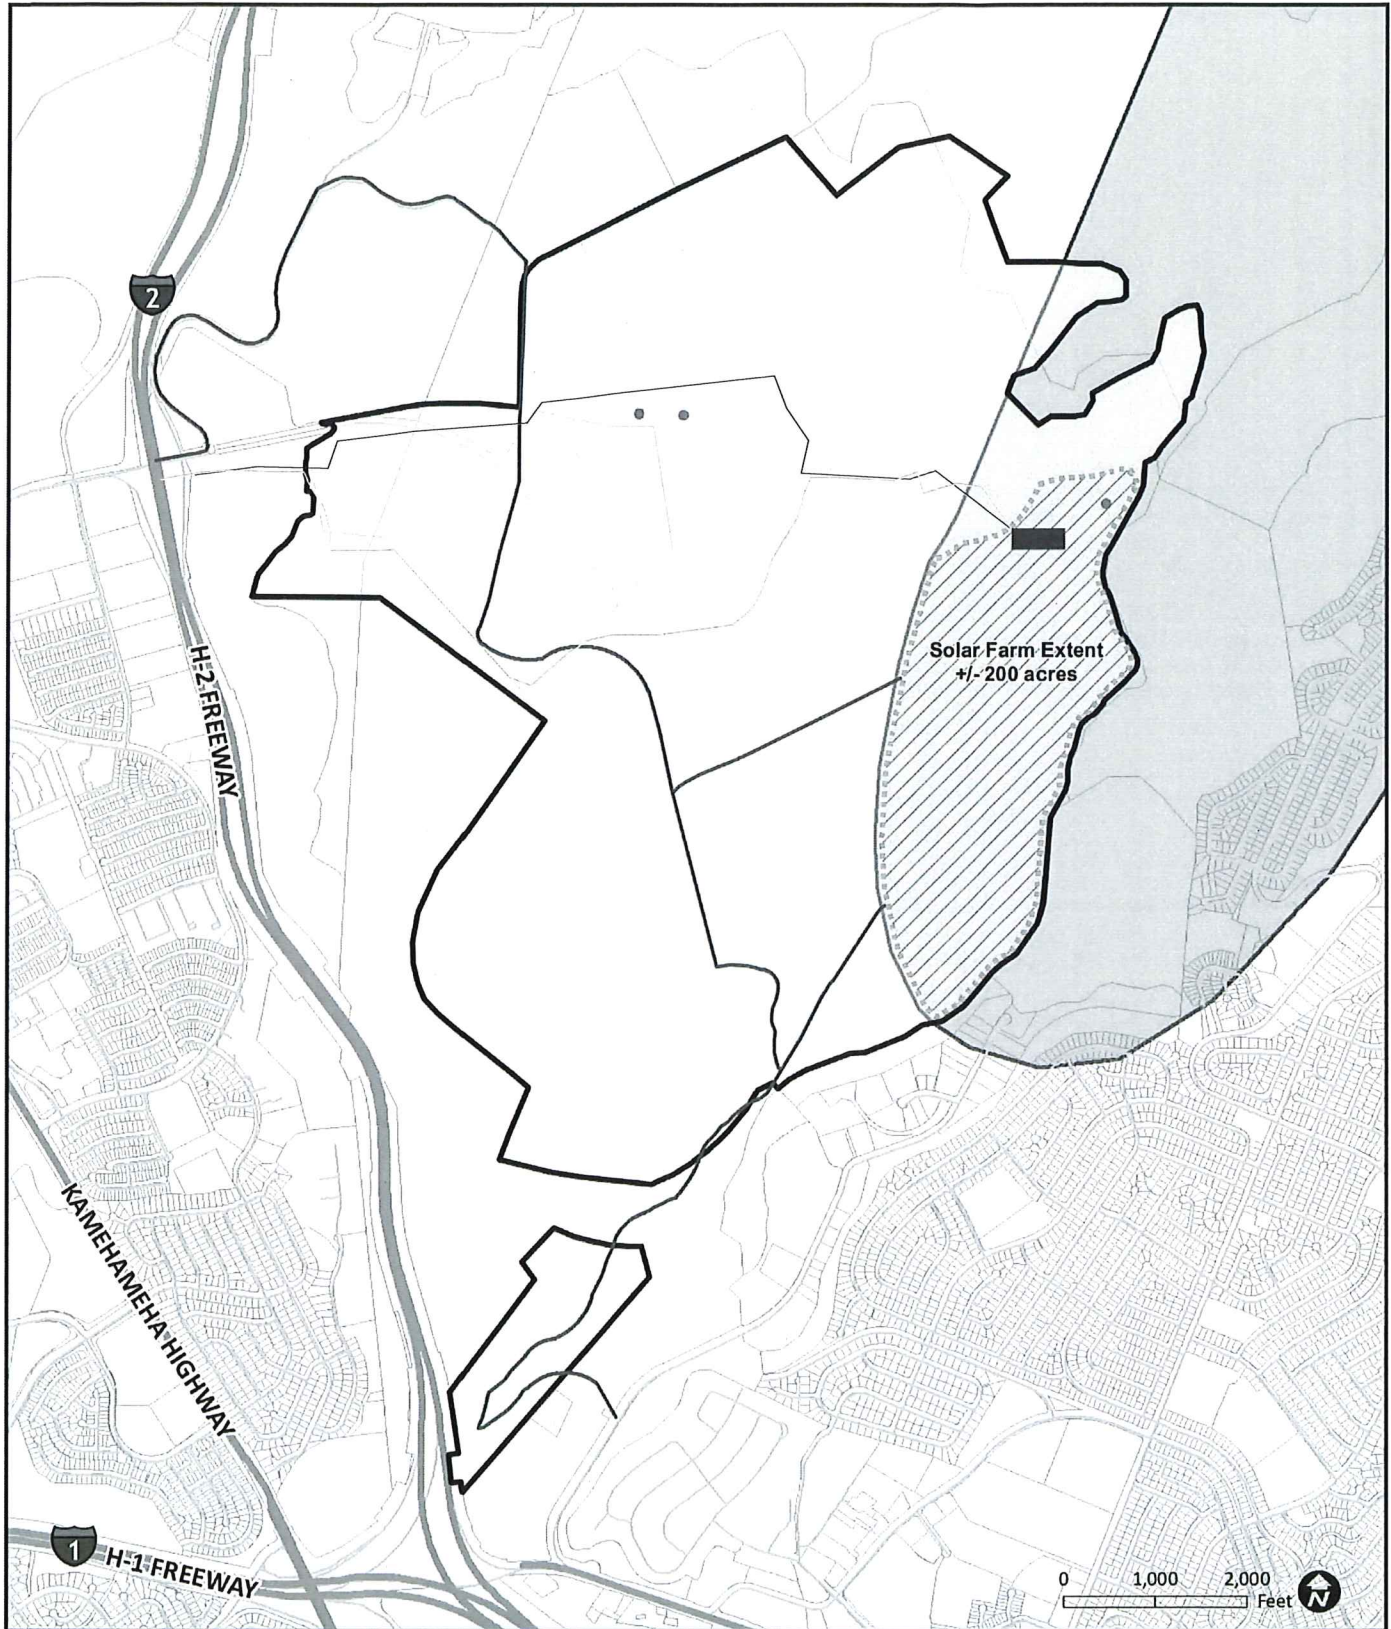 2
H-2 FREEWAY
Solar Farm Extent
+/- 200 acres
KAMEHAMEHA HIGHWAY
1
H-1 FREEWAY
0 1,000 2,000
Feet
N